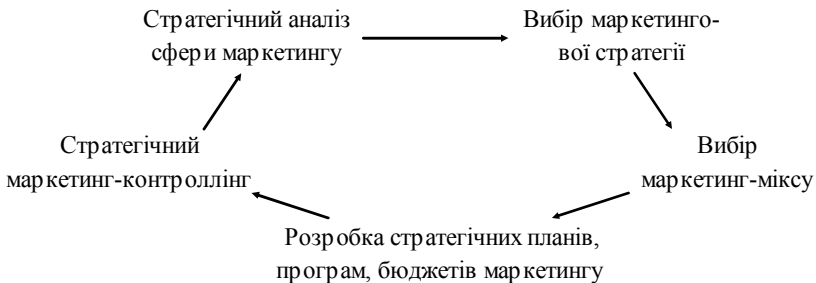 Стратегічний аналіз
сфери маркетингу
Вибір маркетинго-
вої стратегії
Вибір
маркетинг-міксу
Розробка стратегічних планів,
програм, бюджетів маркетингу
Стратегічний
маркетинг-контроллінг